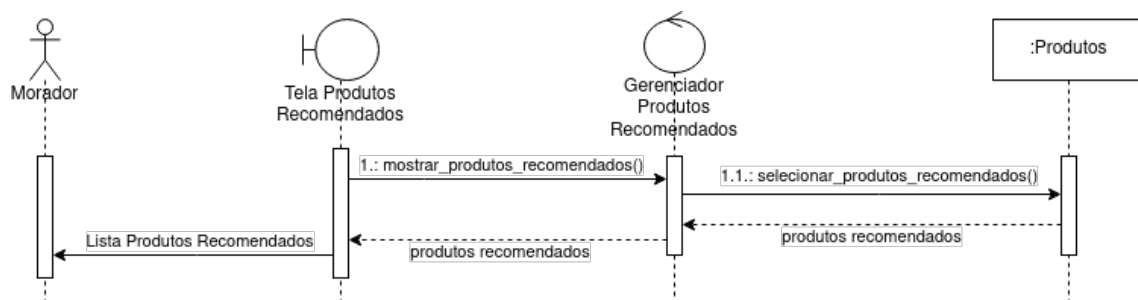 Morador
Tela Produtos
Recomendados
Gerenciador
Produtos
Recomendados
:Produtos
1.: mostrar_produtos_recomendados()
1.1.: selecionar_produtos_recomendados()
produtos recomendados
produtos recomendados
Lista Produtos Recomendados